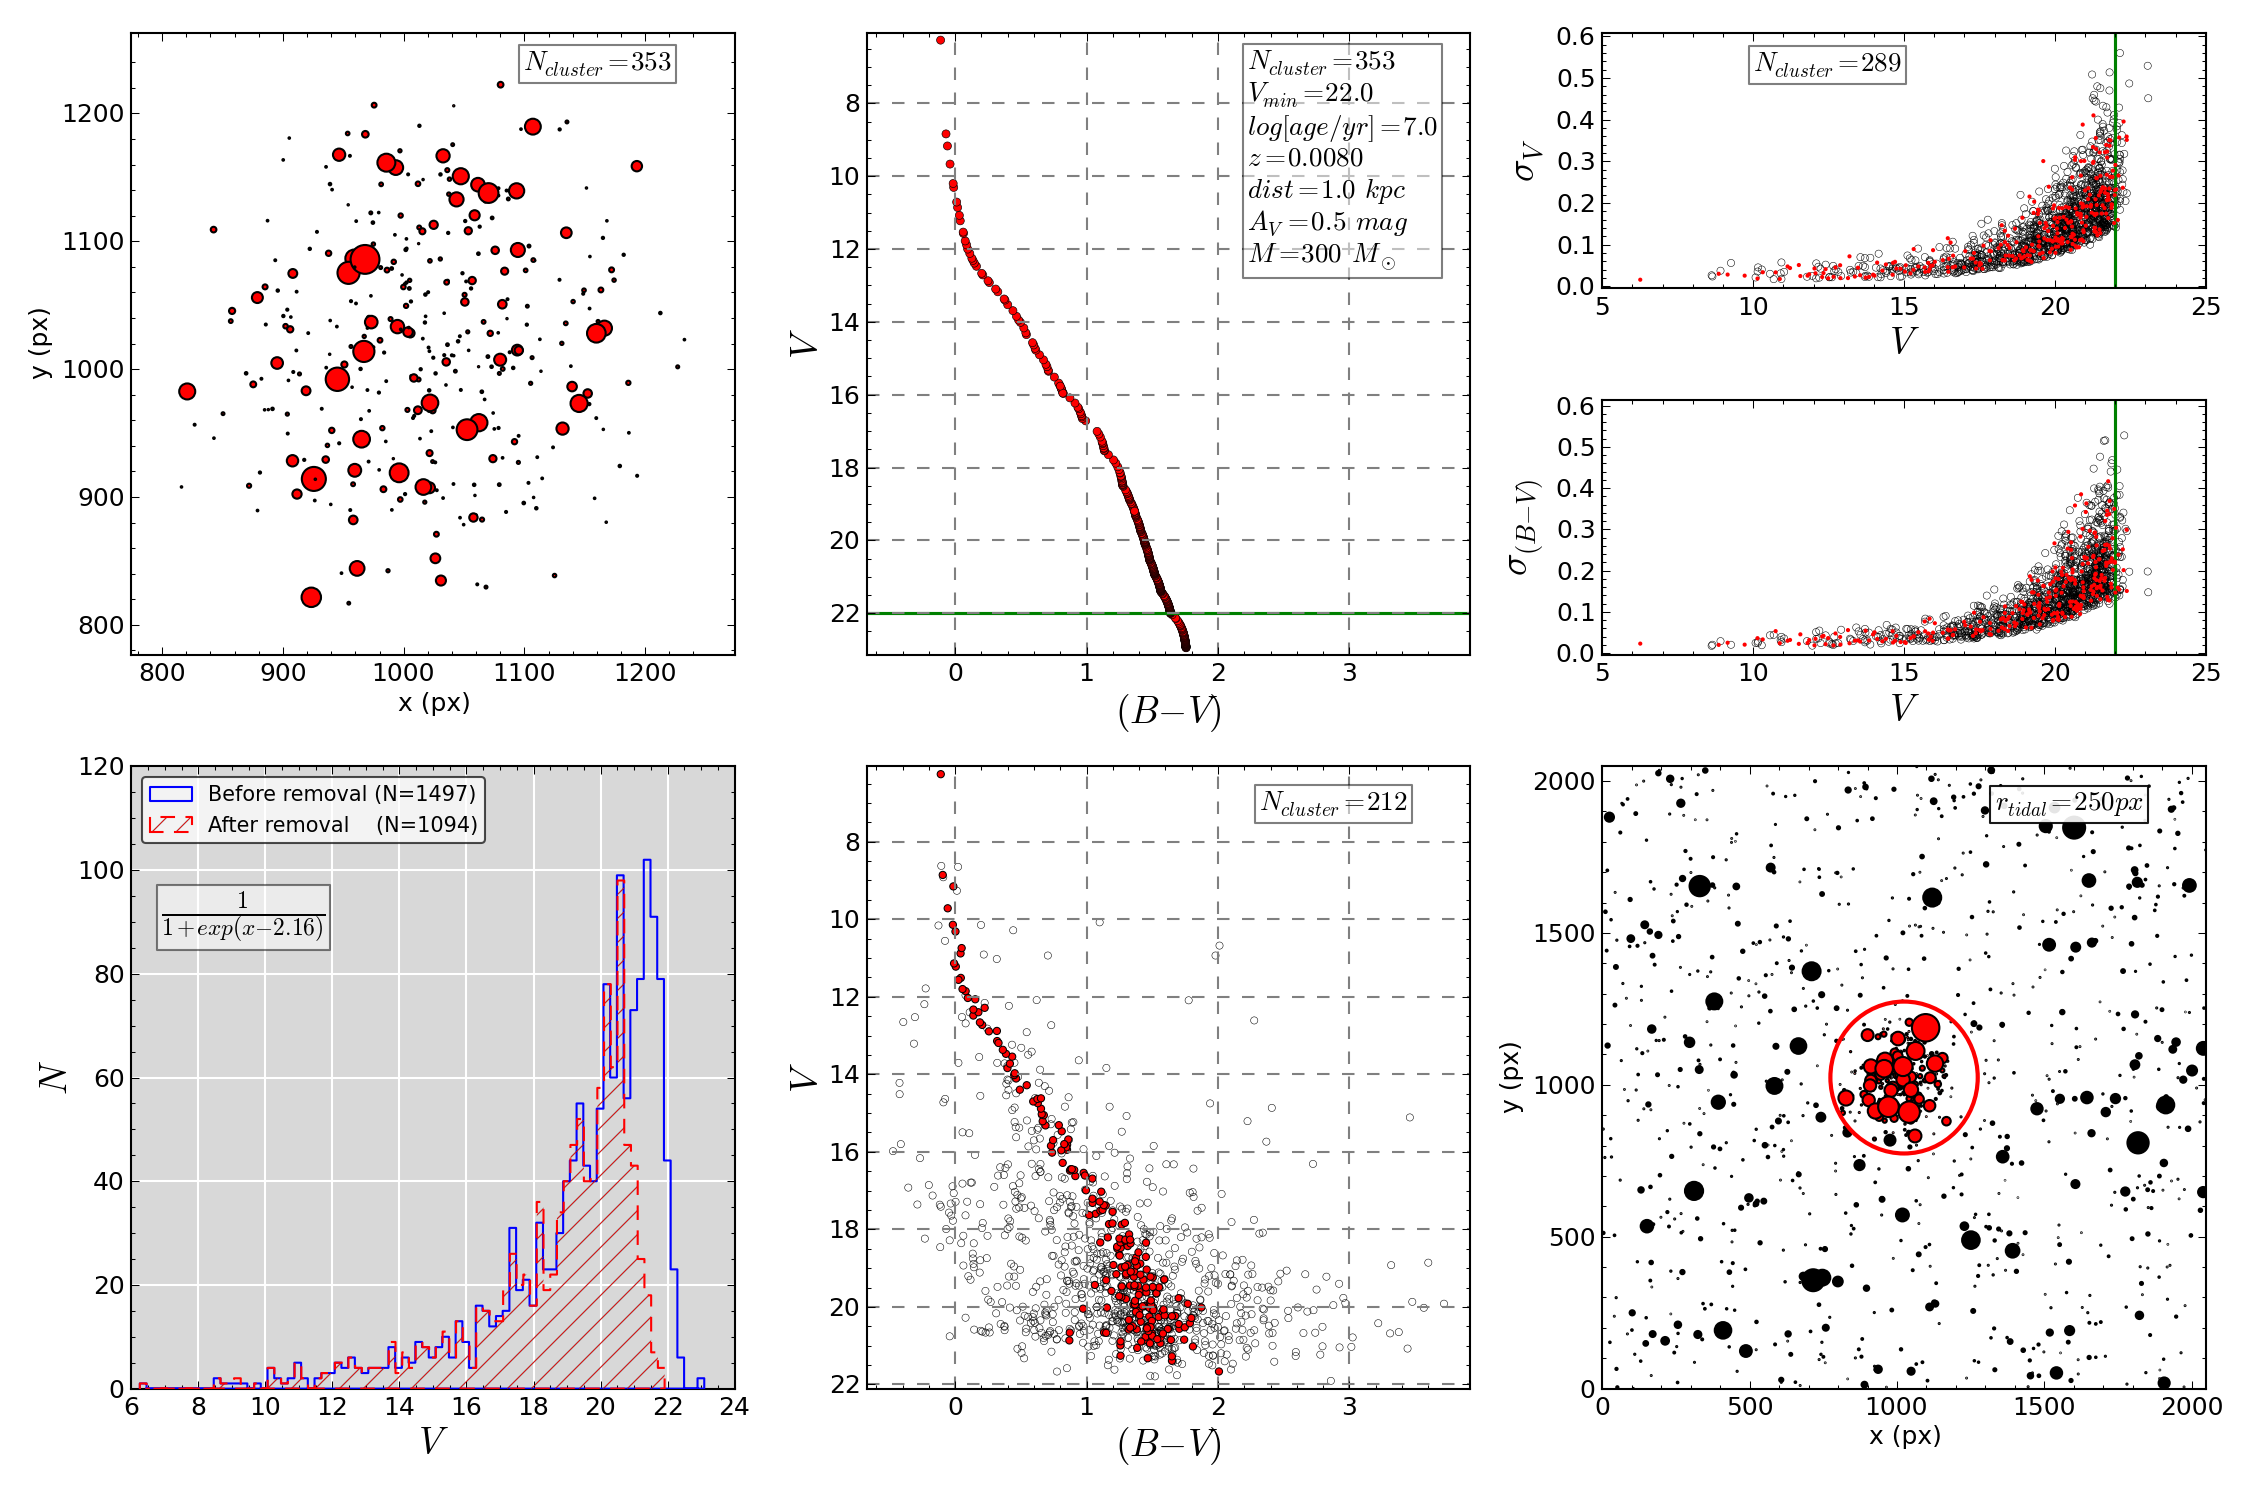 N_cluster=353
1200
1100
1000
900
800
y (px)
800 900 1000 1100 1200
x (px)
N_cluster=353
V_min=22.0
log[age/yr]=7.0
z=0.0080
dist=1.0 kpc
A_V=0.5 mag
M=300 M_⊙
8
10
12
14
16
18
20
22
V
0 1 2 3
(B−V)
N_cluster=289
0.6
0.5
0.4
0.3
0.2
0.1
0.0
σ_V
5 10 15 20 25
V
0.6
0.5
0.4
0.3
0.2
0.1
0.0
σ_(B−V)
5 10 15 20 25
V
120
100
80
60
40
20
0
N
Before removal (N=1497)
After removal (N=1094)
1
1+exp(x−2.16)
6 8 10 12 14 16 18 20 22 24
V
N_cluster=212
8
10
12
14
16
18
20
22
V
0 1 2 3
(B−V)
r_tidal=250px
2000
1500
1000
500
0
y (px)
0 500 1000 1500 2000
x (px)